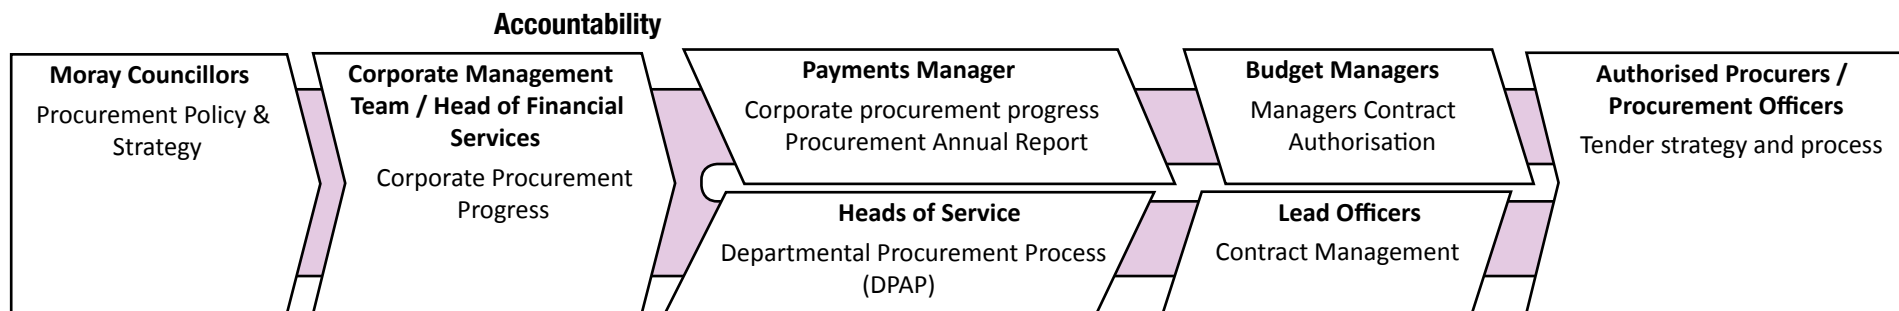 Accountability
Moray Councillors
Procurement Policy &
Strategy
Corporate Management
Team / Head of Financial
Services
Corporate Procurement
Progress
Payments Manager
Corporate procurement progress
Procurement Annual Report
Heads of Service
Departmental Procurement Process
(DPAP)
Budget Managers
Managers Contract
Authorisation
Lead Officers
Contract Management
Authorised Procurers /
Procurement Officers
Tender strategy and process